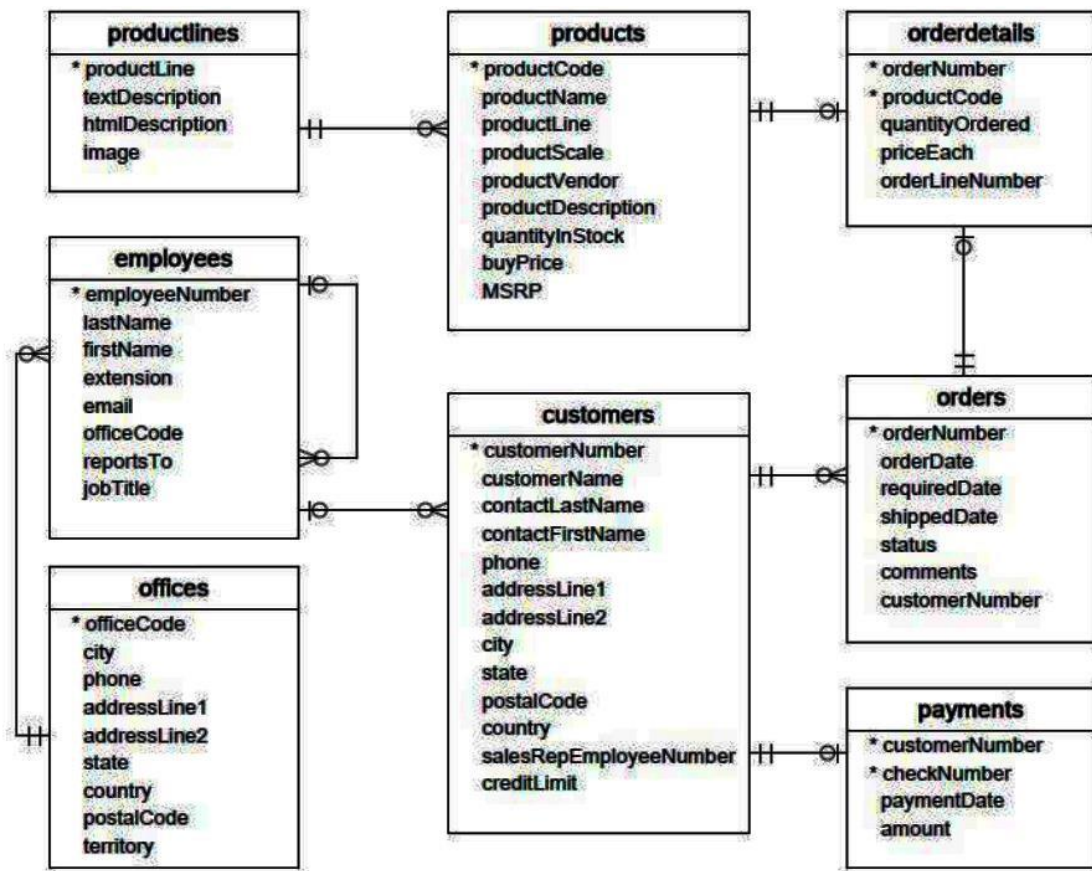 productlines
* productLine
textDescription
htmlDescription
image
products
* productCode
productName
productLine
productScale
productVendor
productDescription
quantityInStock
buyPrice
MSRP
orderdetails
* orderNumber
* productCode
quantityOrdered
priceEach
orderLineNumber
employees
* employeeNumber
lastName
firstName
extension
email
officeCode
reportsTo
jobTitle
customers
* customerNumber
customerName
contactLastName
contactFirstName
phone
addressLine1
addressLine2
city
state
postalCode
country
salesRepEmployeeNumber
creditLimit
orders
* orderNumber
orderDate
requiredDate
shippedDate
status
comments
customerNumber
offices
* officeCode
city
phone
addressLine1
addressLine2
state
country
postalCode
territory
payments
* customerNumber
* checkNumber
paymentDate
amount